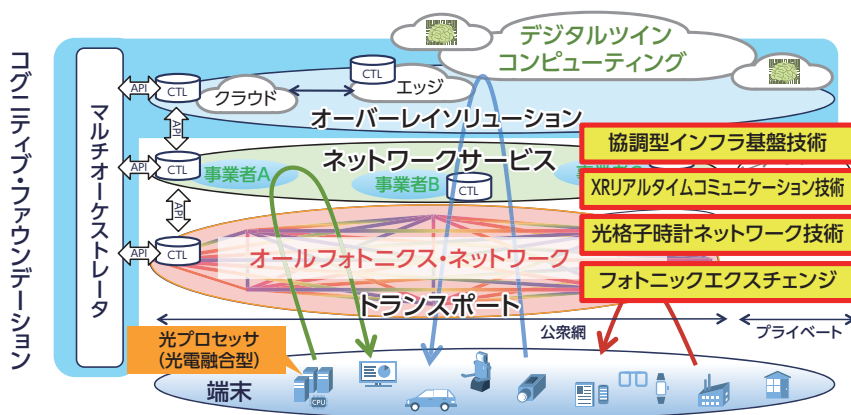 コグニティブ・ファウンデーション
マルチオーケストレータ
デジタルツイン
コンピューティング
CTL
エッジ
API
CTL
クラウド
オーバーレイソリューション
API
協調型インフラ基盤技術
ネットワークサービス
API
CTL
事業者A
事業者B
CTL
XRリアルタイムコミュニケーション技術
API
光格子時計ネットワーク技術
API
CTL
オールフォトニクス・ネットワーク
フォトニックエクスチェンジ
トランスポート
公衆網
プライベート
光プロセッサ
(光電融合型)
端末
CPU